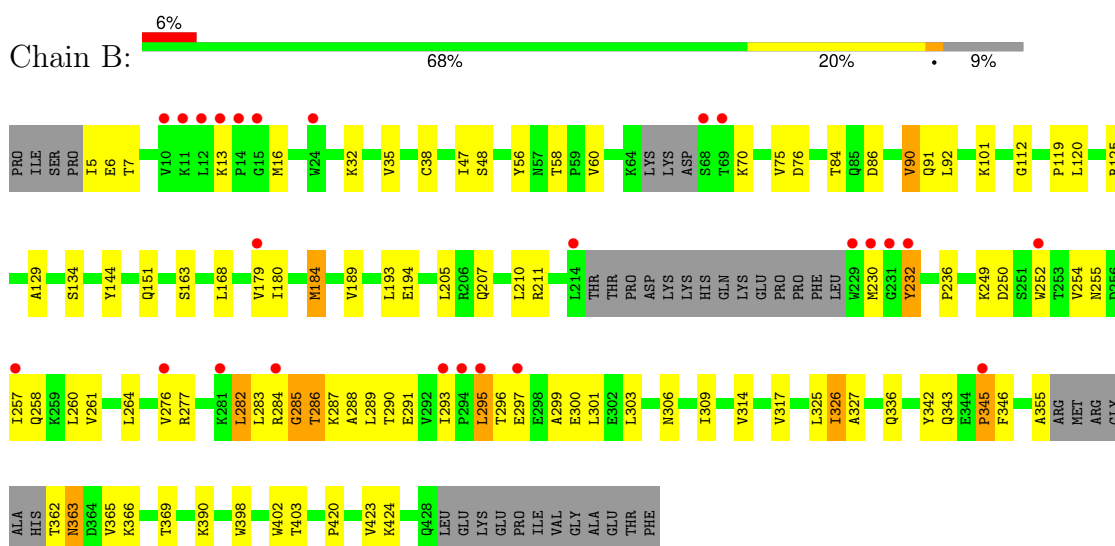 6%
Chain B:
68% 20% • 9%
PRO ILE SER PRO I5 E6 T7 V10 K11 L12 K13 P14 G15 M16 W24 K32 V35 C38 I47 S48 Y56 N57 T58 P59 V60 K64 LYS LYS ASP S68 T69 K70 V75 D76 T84 Q85 D86 V90 Q91 L92 K101 G112 P119 L120 R125
A129 S134 Y144 Q151 S163 L168 V179 I180 M184 V189 L193 E194 L205 R206 Q207 L210 R211 L214 THR THR PRO ASP LYS LYS HIS GLN LYS GLU PRO PRO PHE LEU W229 M230 G231 Y232 P236 K249 D250 S251 W252 T253 V254 N255 D256
I257 Q258 K259 L260 V261 L264 V276 R277 K281 L282 L283 R284 G285 T286 K287 A288 L289 T290 E291 V292 I293 P294 L295 T296 E297 E298 A299 E300 L301 E302 L303 N306 I309 V314 V317 L325 I326 A327 Q336 Y342 Q343 E344 P345 F346 A355 ARG MET ARG GLY
ALA HIS T362 N363 D364 V365 K366 T369 K390 W398 W402 T403 P420 V423 K424 Q428 LEU GLU LYS GLU PRO ILE VAL GLY ALA GLU THR PHE